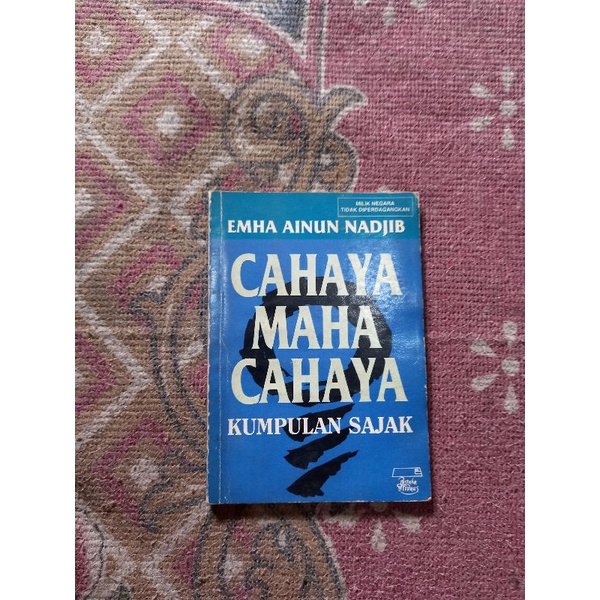 MILIK NEGARA
TIDAK DIPERDAGANGKAN
EMHA AINUN NADJIB
CAHAYA
MAHA
CAHAYA
KUMPULAN SAJAK